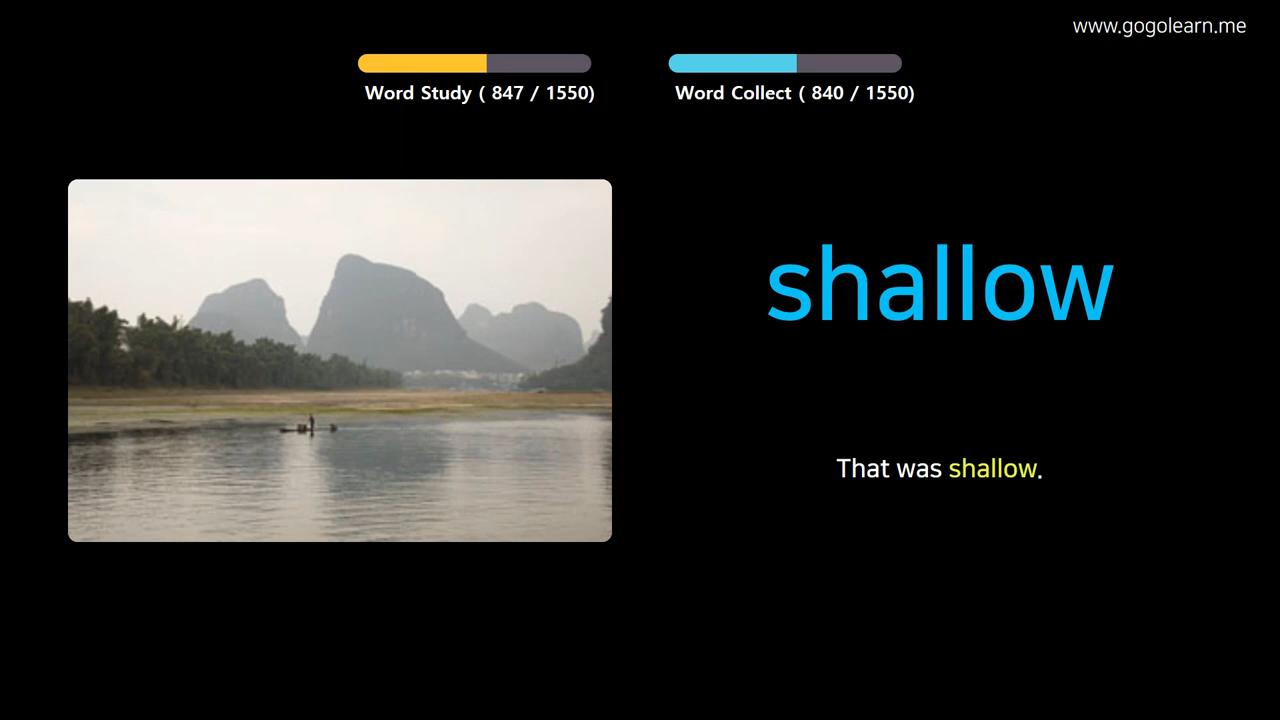 www.gogolearn.me
Word Study ( 847 / 1550)
Word Collect ( 840 / 1550)
shallow
That was shallow.